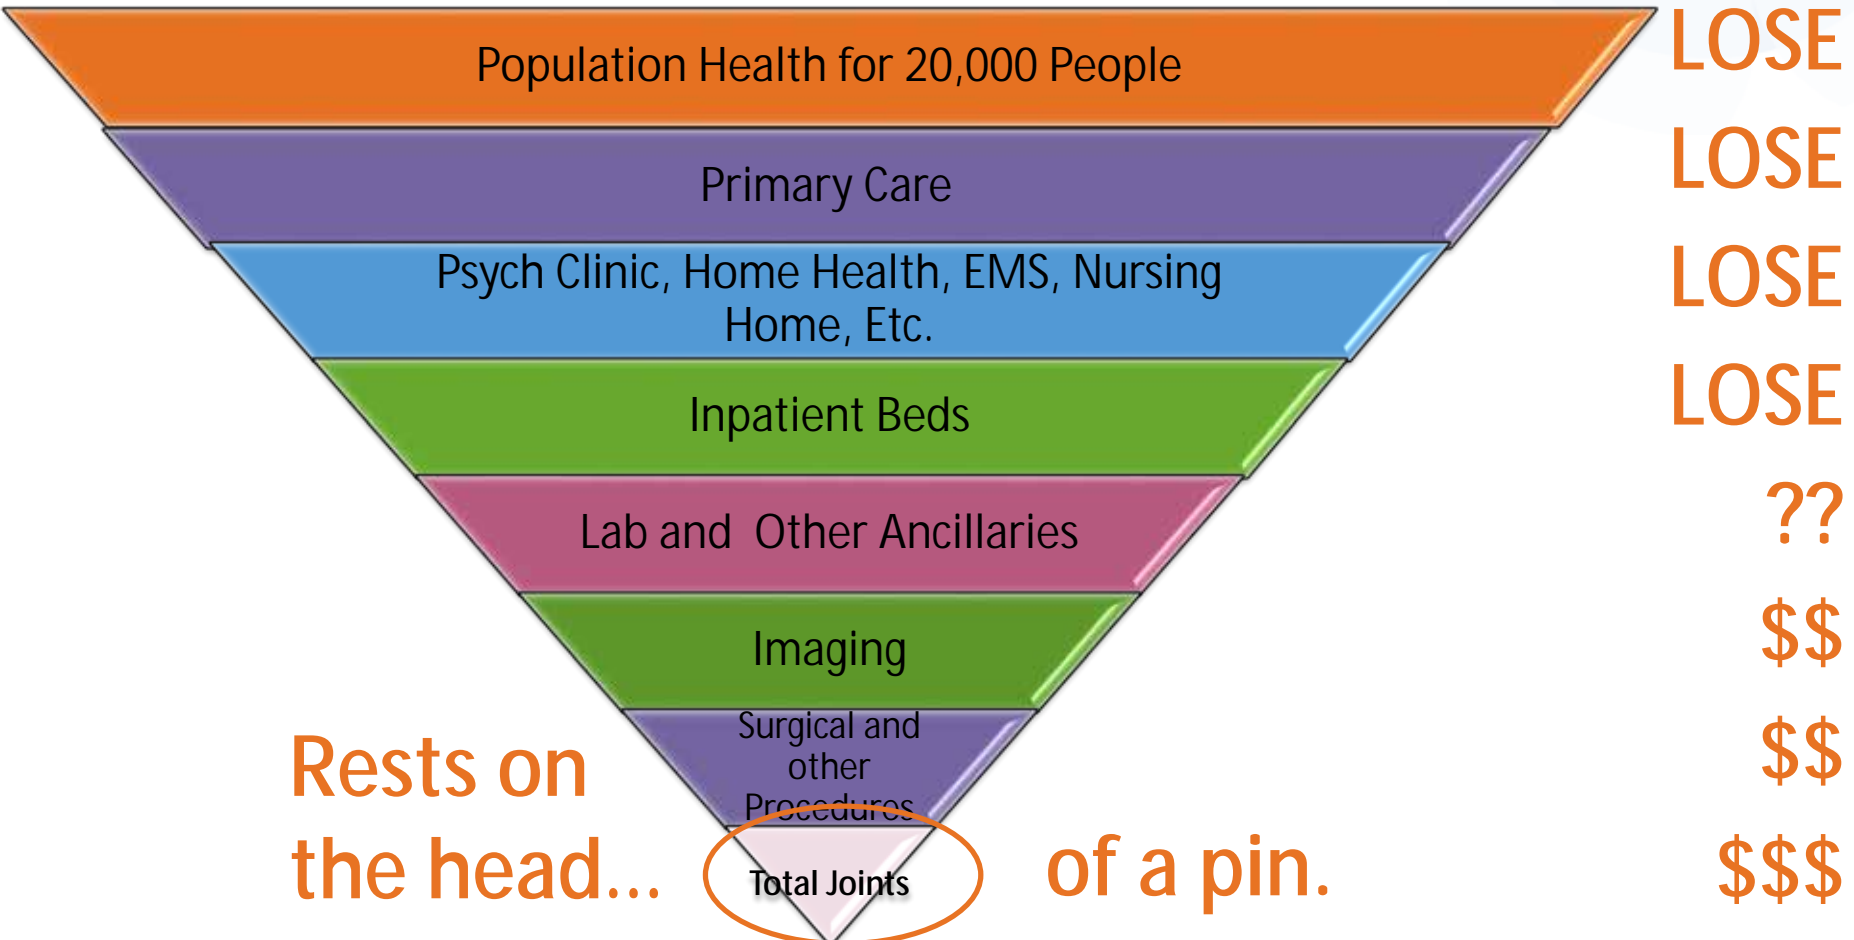 Population Health for 20,000 People
LOSE
Primary Care
LOSE
Psych Clinic, Home Health, EMS, Nursing
Home, Etc.
LOSE
Inpatient Beds
LOSE
Lab and Other Ancillaries
??
Imaging
$$
Surgical and
other
Procedures
$$
Rests on
the head...
Total Joints
of a pin.
$$$